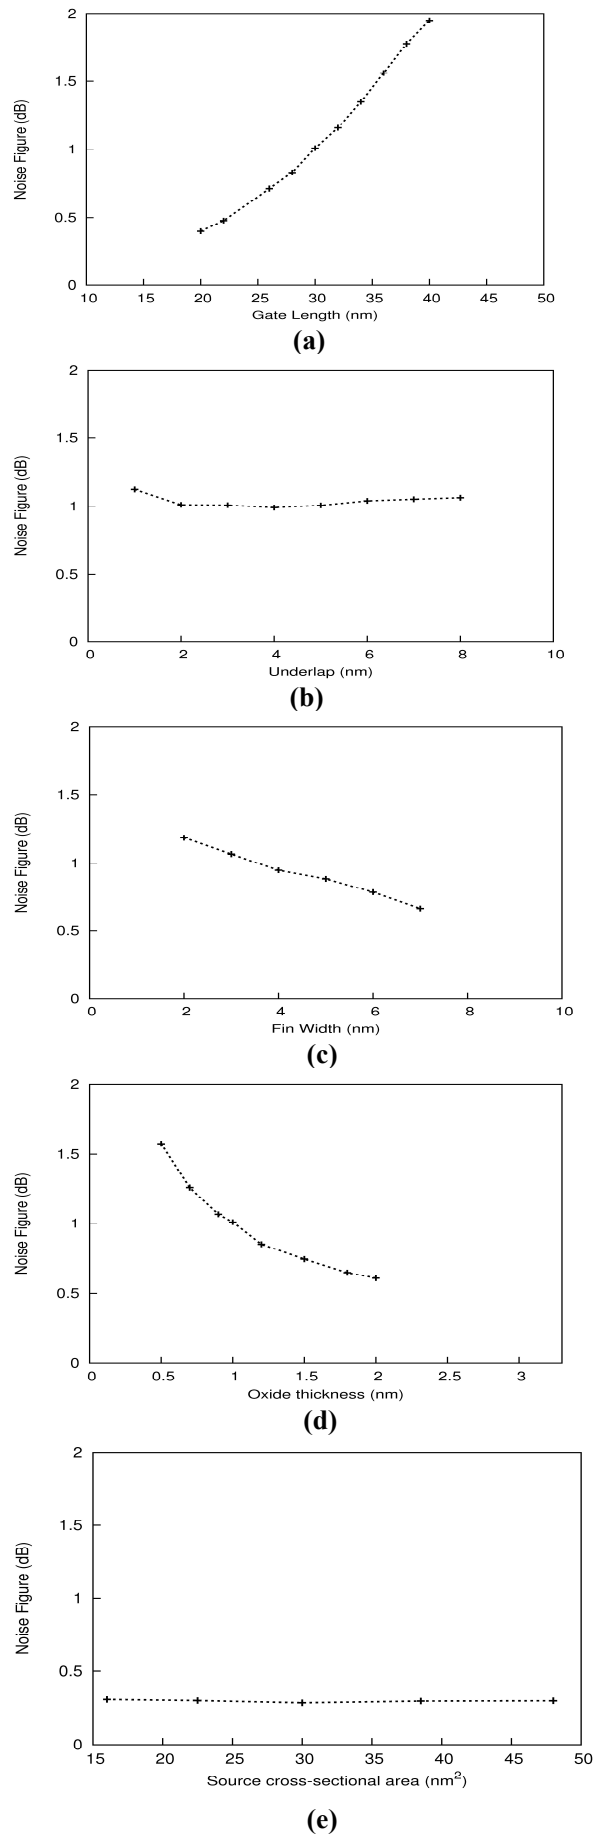 2
1.5
Noise Figure (dB)
1
0.5
0
10 15 20 25 30 35 40 45 50
Gate Length (nm)
(a)
2
1.5
Noise Figure (dB)
1
0.5
0
0 2 4 6 8 10
Underlap (nm)
(b)
2
1.5
Noise Figure (dB)
1
0.5
0
0 2 4 6 8 10
Fin Width (nm)
(c)
2
1.5
Noise Figure (dB)
1
0.5
0
0 0.5 1 1.5 2 2.5 3
Oxide thickness (nm)
(d)
2
1.5
Noise Figure (dB)
1
0.5
0
15 20 25 30 35 40 45 50
Source cross-sectional area (nm²)
(e)